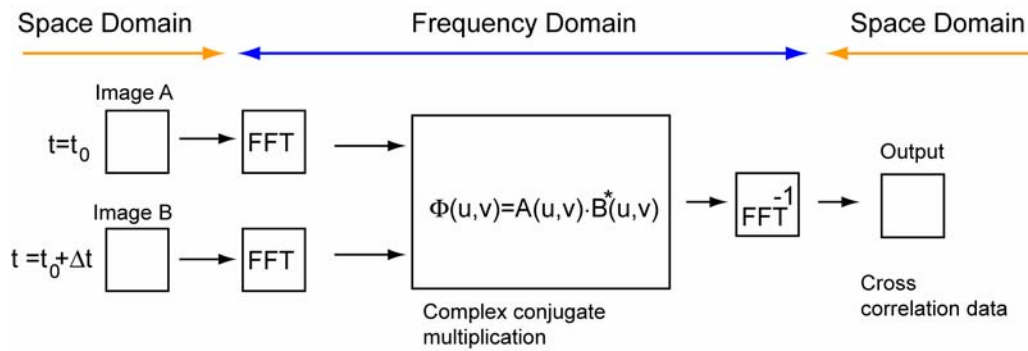 Space Domain
Frequency Domain
Space Domain
Image A
t=t₀
FFT
Image B
t =t₀+Δt
FFT
Φ(u,v)=A(u,v)·B*(u,v)
Complex conjugate
multiplication
FFT⁻¹
Output
Cross
correlation data